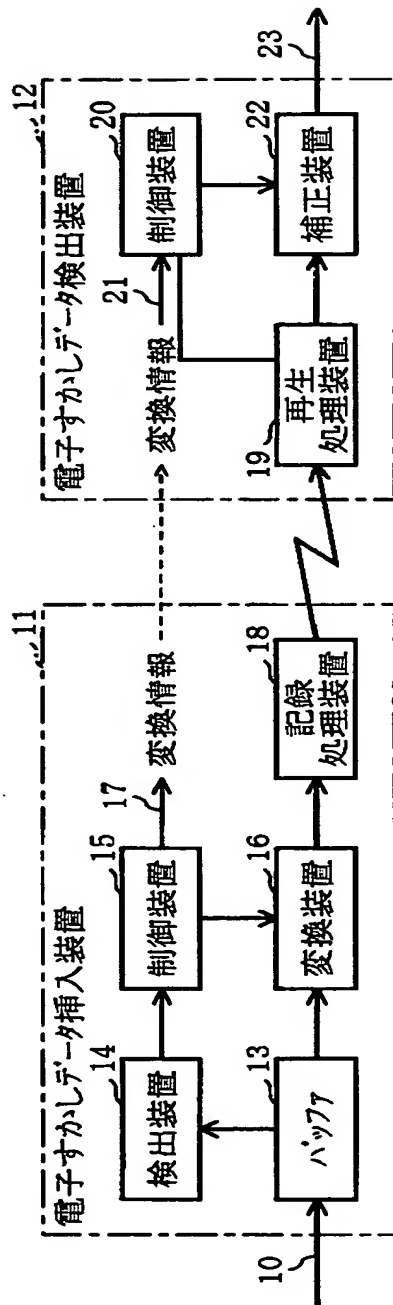 電子すかしデータ挿入装置
11
10
バッファ
13
検出装置
14
制御装置
15
変換装置
16
17
変換情報
記録
処理装置
18
電子すかしデータ検出装置
12
変換情報
21
制御装置
20
再生
処理装置
19
補正装置
22
23